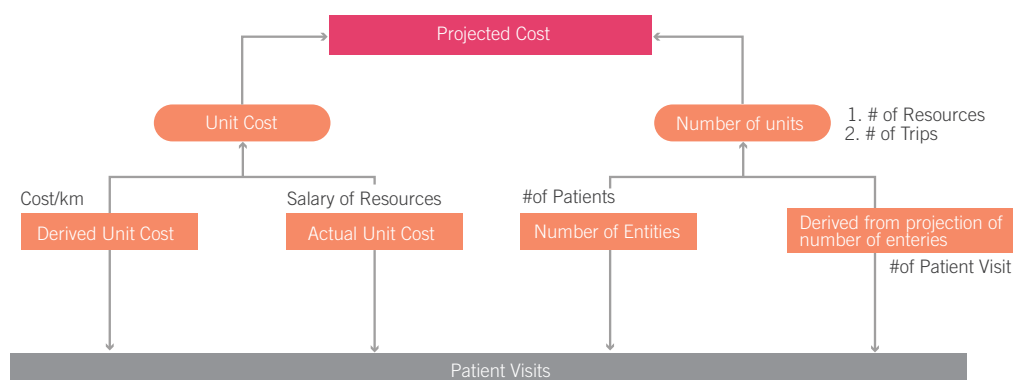 Projected Cost
Unit Cost
Number of units
1. # of Resources
2. # of Trips
Cost/km
Derived Unit Cost
Salary of Resources
Actual Unit Cost
#of Patients
Number of Entities
Derived from projection of
number of enteries
#of Patient Visit
Patient Visits